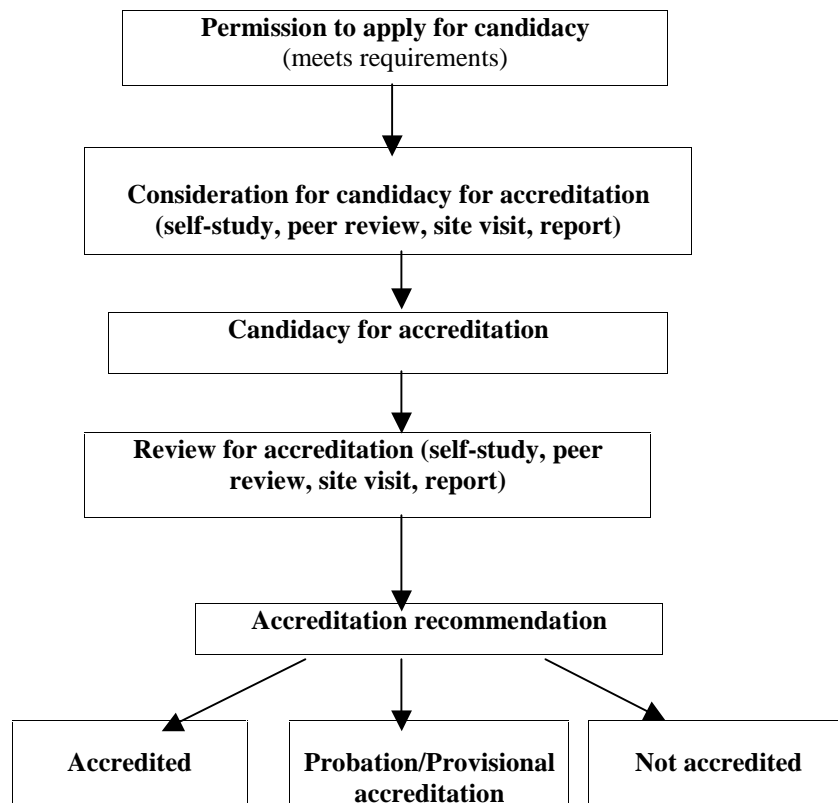 Permission to apply for candidacy
(meets requirements)
Consideration for candidacy for accreditation
(self-study, peer review, site visit, report)
Candidacy for accreditation
Review for accreditation (self-study, peer
review, site visit, report)
Accreditation recommendation
Accredited
Probation/Provisional
accreditation
Not accredited